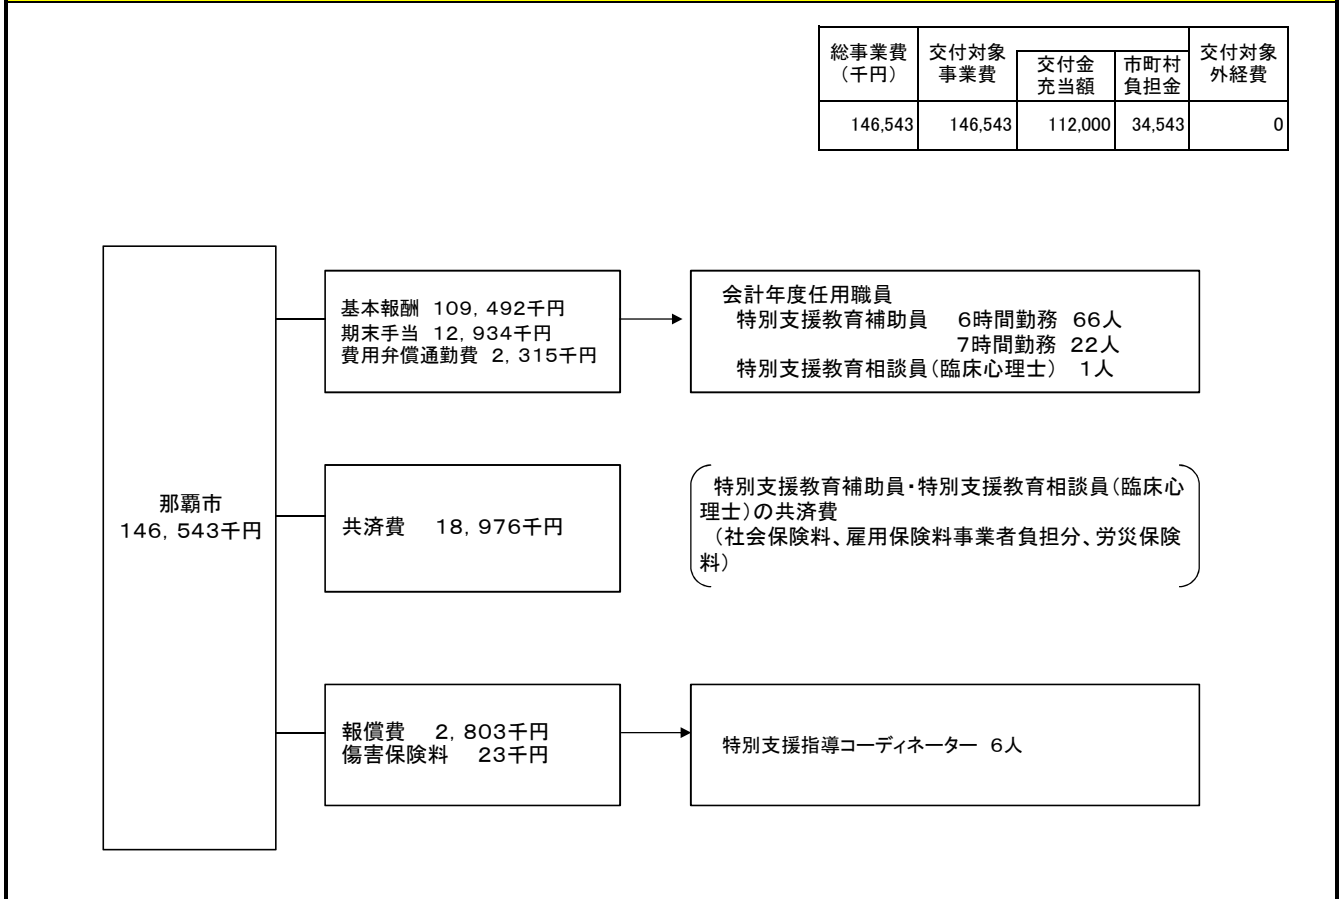 総事業費
（千円）
交付対象
事業費
交付金
充当額
市町村
負担金
交付対象
外経費
146,543
146,543
112,000
34,543
0
那覇市
１４６，５４３千円
基本報酬　１０９，４９２千円
期末手当　１２，９３４千円
費用弁償通勤費　２，３１５千円
会計年度任用職員
特別支援教育補助員　６時間勤務　６６人
７時間勤務　２２人
特別支援教育相談員（臨床心理士）　１人
共済費　　１８，９７６千円
特別支援教育補助員・特別支援教育相談員（臨床心
理士）の共済費
（社会保険料、雇用保険料事業者負担分、労災保険
料）
報償費　　２，８０３千円
傷害保険料　　２３千円
特別支援指導コーディネーター　６人